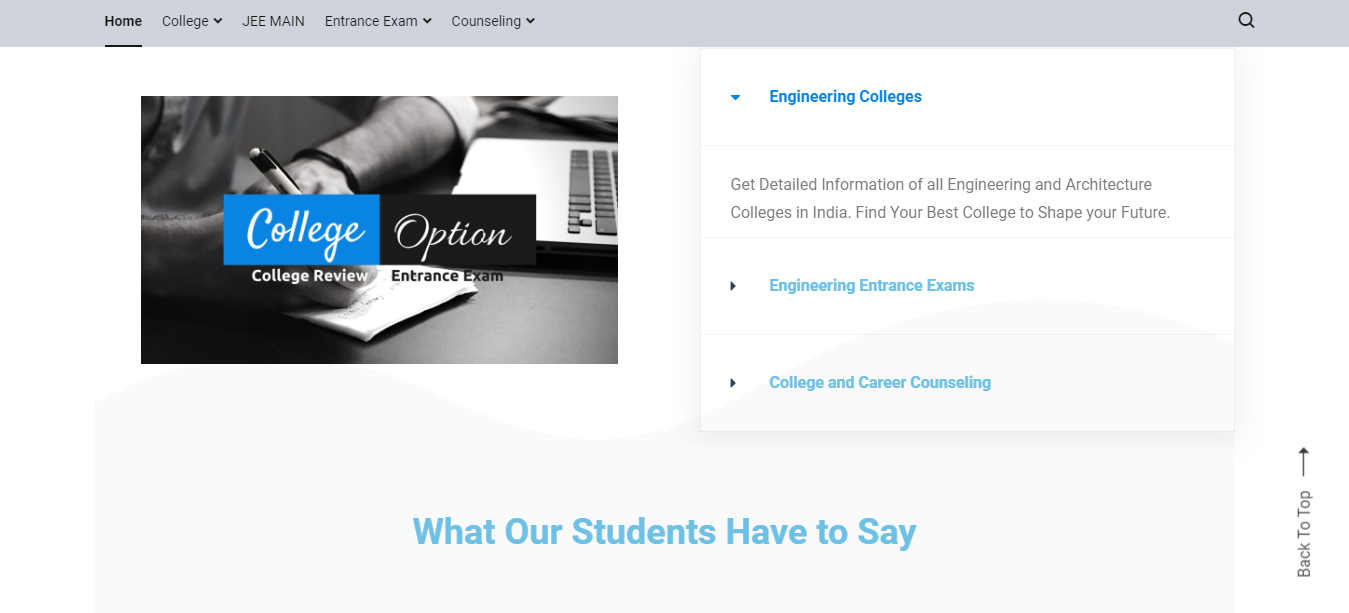 Home College JEE MAIN Entrance Exam Counseling
College Option
College Review Entrance Exam
Engineering Colleges
Get Detailed Information of all Engineering and Architecture
Colleges in India. Find Your Best College to Shape your Future.
Engineering Entrance Exams
College and Career Counseling
What Our Students Have to Say
Back To Top